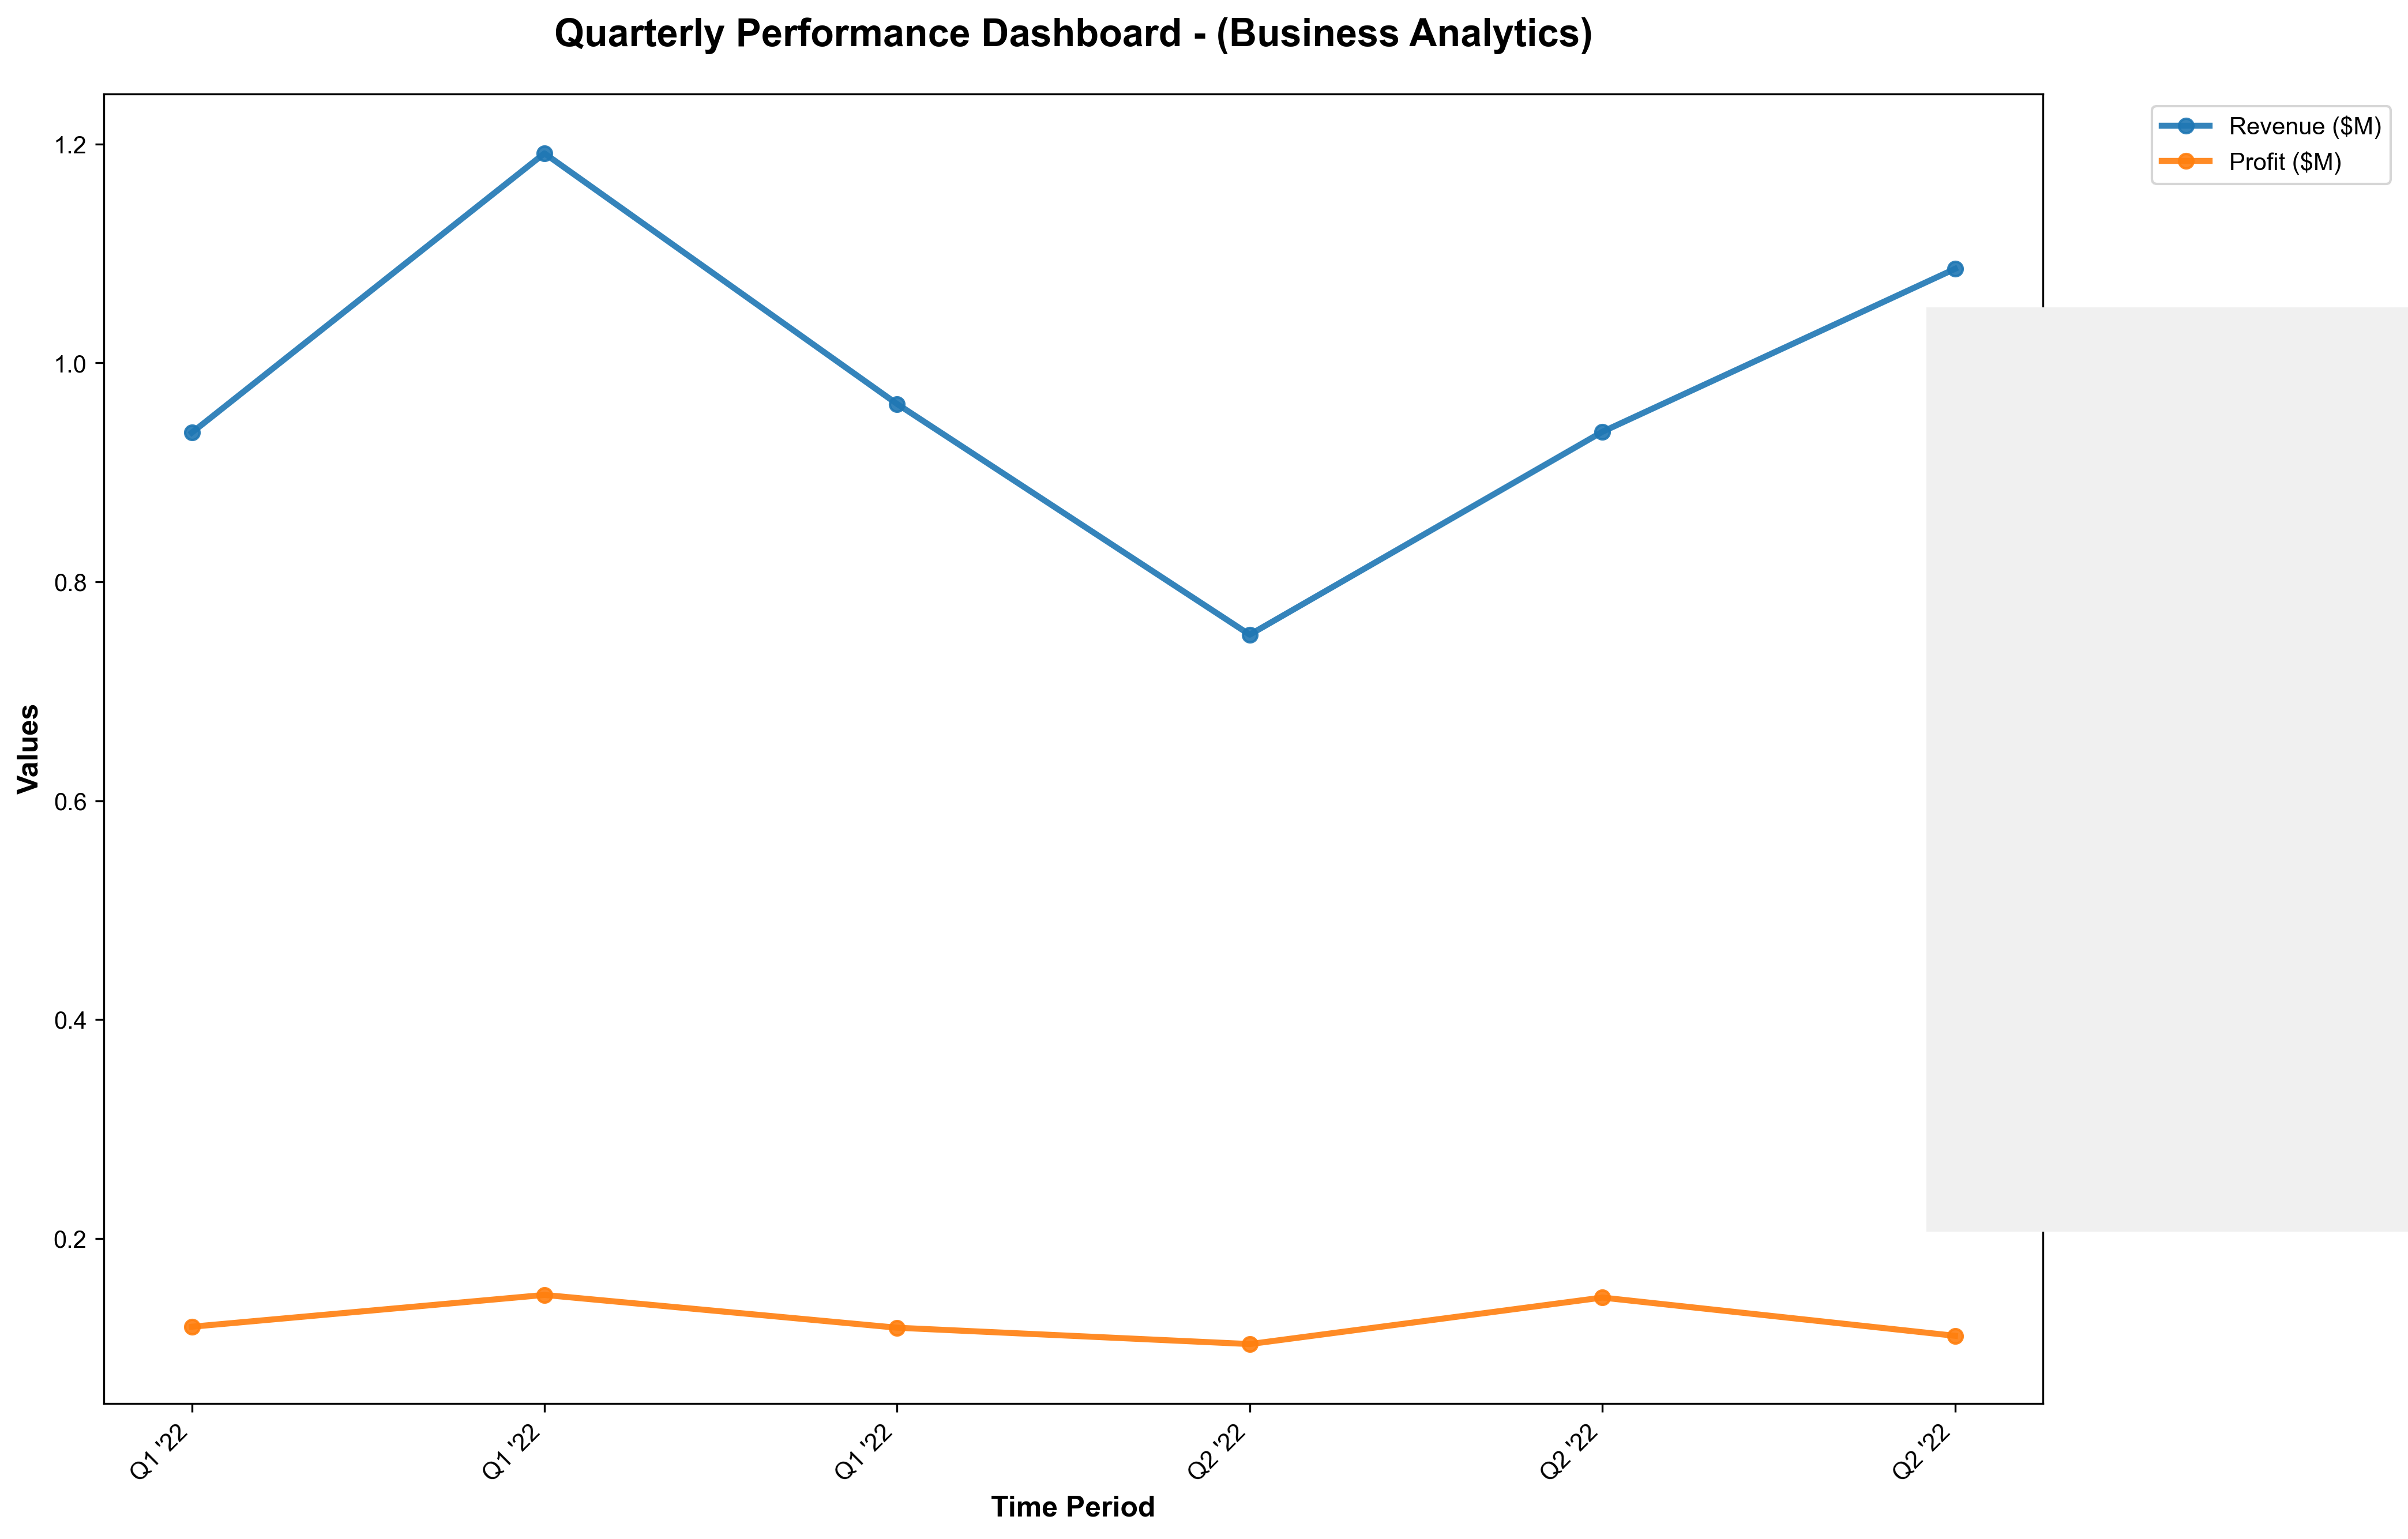 Quarterly Performance Dashboard - (Business Analytics)
Revenue ($M)
Profit ($M)
1.2
1.0
0.8
0.6
0.4
0.2
Values
Q1 '22
Q1 '22
Q1 '22
Q2 '22
Q2 '22
Q2 '22
Time Period